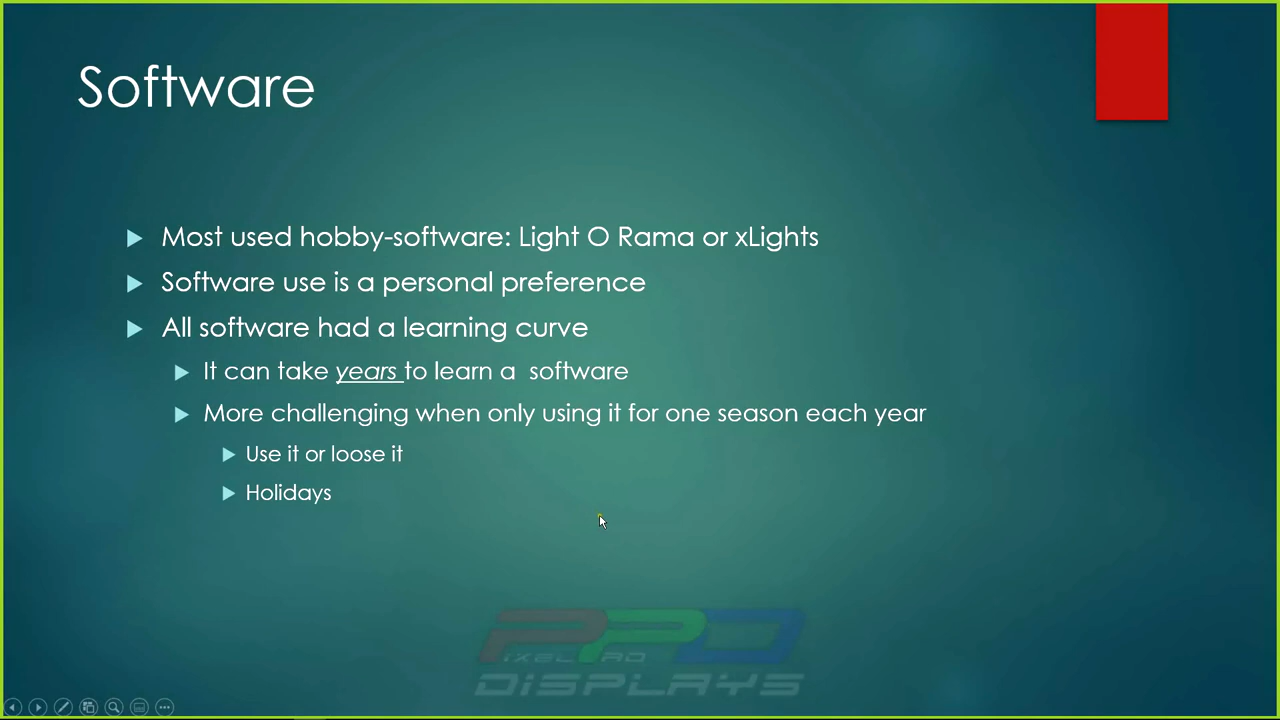 Software
Most used hobby-software: Light O Rama or xLights
Software use is a personal preference
All software had a learning curve
It can take years to learn a software
More challenging when only using it for one season each year
Use it or loose it
Holidays
PPD
PIXEL PRO
DISPLAYS